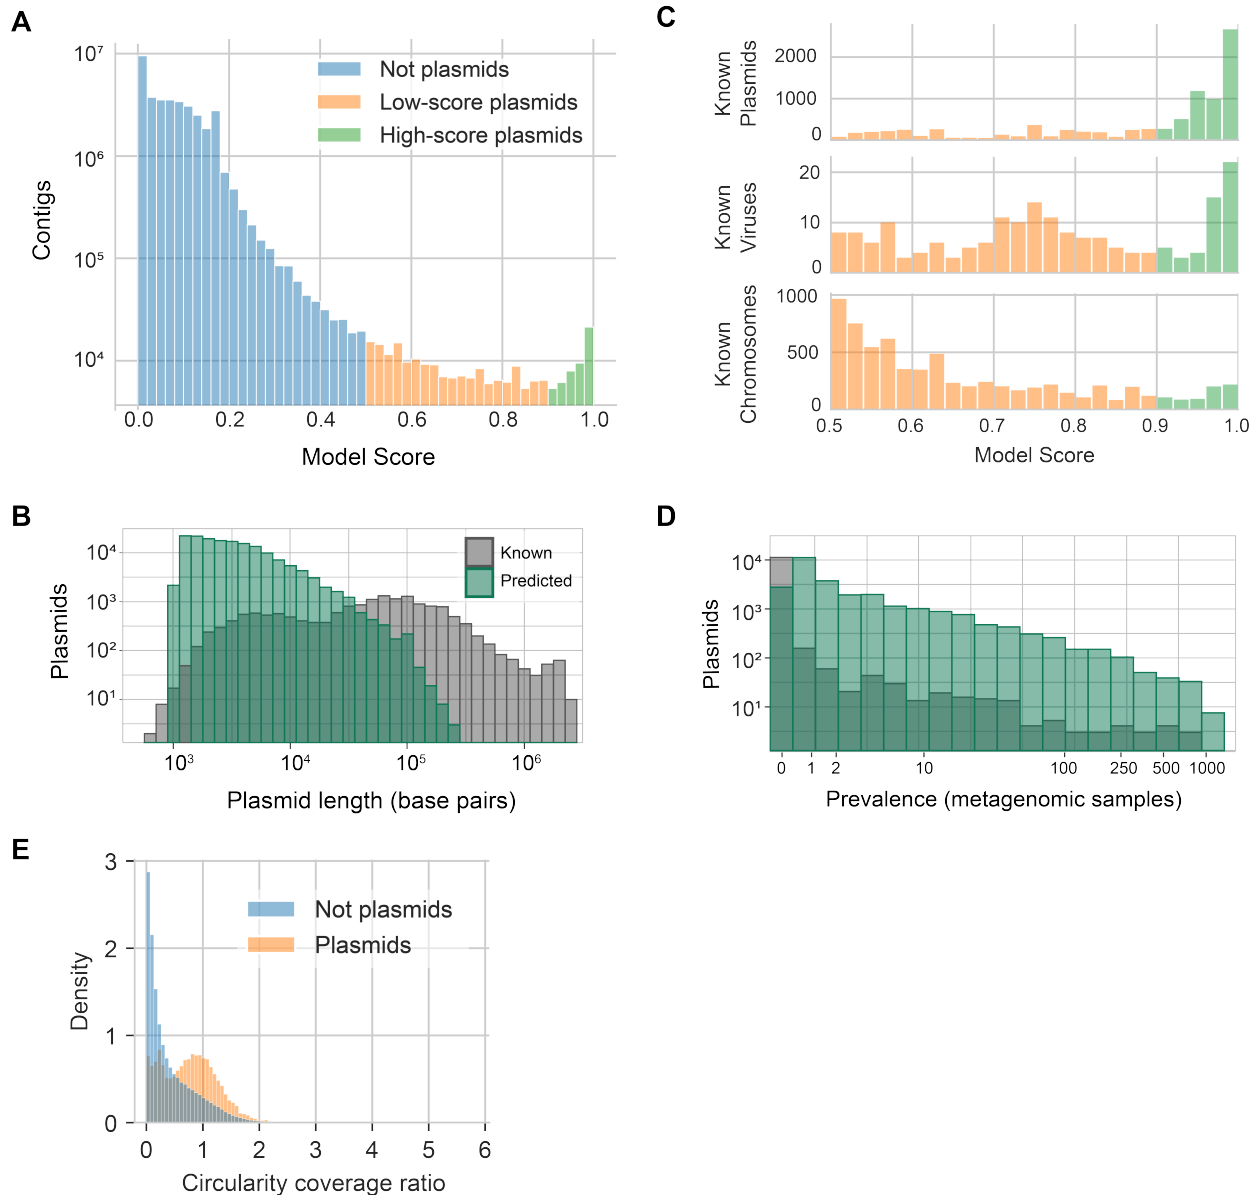 A
10⁷
10⁶
10⁵
10⁴
Contigs
Not plasmids
Low-score plasmids
High-score plasmids
0.0 0.2 0.4 0.6 0.8 1.0
Model Score
C
Known
Plasmids
2000
1000
0
Known
Viruses
20
10
0
Known
Chromosomes
1000
500
0
0.5 0.6 0.7 0.8 0.9 1.0
Model Score
B
10⁴
10³
10²
10¹
Plasmids
Known
Predicted
10³ 10⁴ 10⁵ 10⁶
Plasmid length (base pairs)
D
10⁴
10³
10²
10¹
Plasmids
0 1 2 10 100 250 500 1000
Prevalence (metagenomic samples)
E
3
2
1
0
Density
Not plasmids
Plasmids
0 1 2 3 4 5 6
Circularity coverage ratio